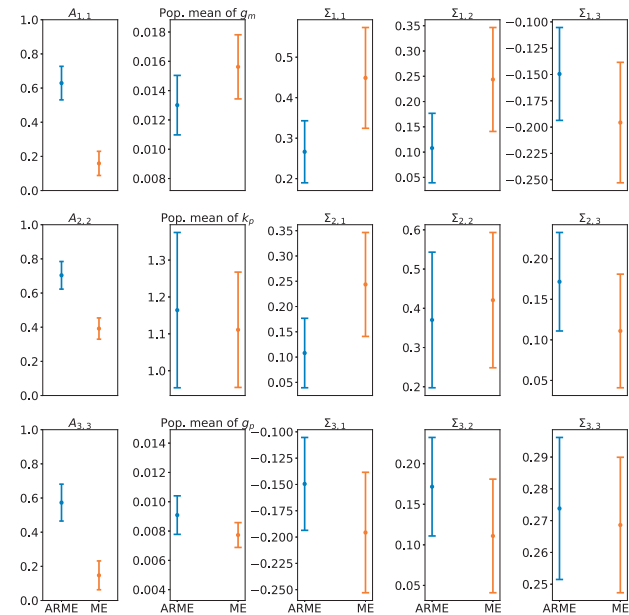 A1,1 Pop. mean of gm Σ1,1 Σ1,2 Σ1,3
1.0 0.8 0.6 0.4 0.2 0.0
0.018 0.016 0.014 0.012 0.010 0.008
0.5 0.4 0.3 0.2
0.35 0.30 0.25 0.20 0.15 0.10 0.05
−0.100 −0.125 −0.150 −0.175 −0.200 −0.225 −0.250
A2,2 Pop. mean of kp Σ2,1 Σ2,2 Σ2,3
1.0 0.8 0.6 0.4 0.2 0.0
1.3 1.2 1.1 1.0
0.35 0.30 0.25 0.20 0.15 0.10 0.05
0.6 0.5 0.4 0.3 0.2
0.20 0.15 0.10 0.05
A3,3 Pop. mean of gp Σ3,1 Σ3,2 Σ3,3
1.0 0.8 0.6 0.4 0.2 0.0
0.014 0.012 0.010 0.008 0.006 0.004
−0.100 −0.125 −0.150 −0.175 −0.200 −0.225 −0.250
0.20 0.15 0.10 0.05
0.29 0.28 0.27 0.26 0.25
ARME ME ARME ME ARME ME ARME ME ARME ME